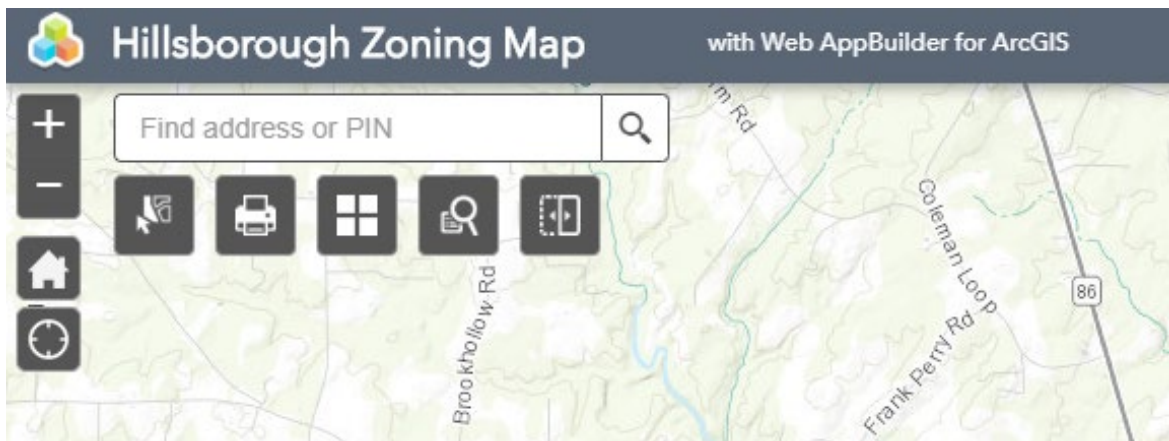 Hillsborough Zoning Map
with Web AppBuilder for ArcGIS
Find address or PIN
Rd
Coleman Loop
86
Brookhollow Rd
Frank Perry Rd